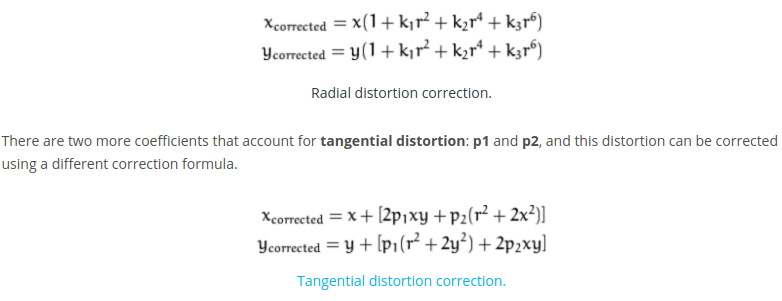 x_corrected = x(1 + k₁r² + k₂r⁴ + k₃r⁶)
y_corrected = y(1 + k₁r² + k₂r⁴ + k₃r⁶)
Radial distortion correction.
There are two more coefficients that account for tangential distortion: p1 and p2, and this distortion can be corrected
using a different correction formula.
x_corrected = x + [2p₁xy + p₂(r² + 2x²)]
y_corrected = y + [p₁(r² + 2y²) + 2p₂xy]
Tangential distortion correction.